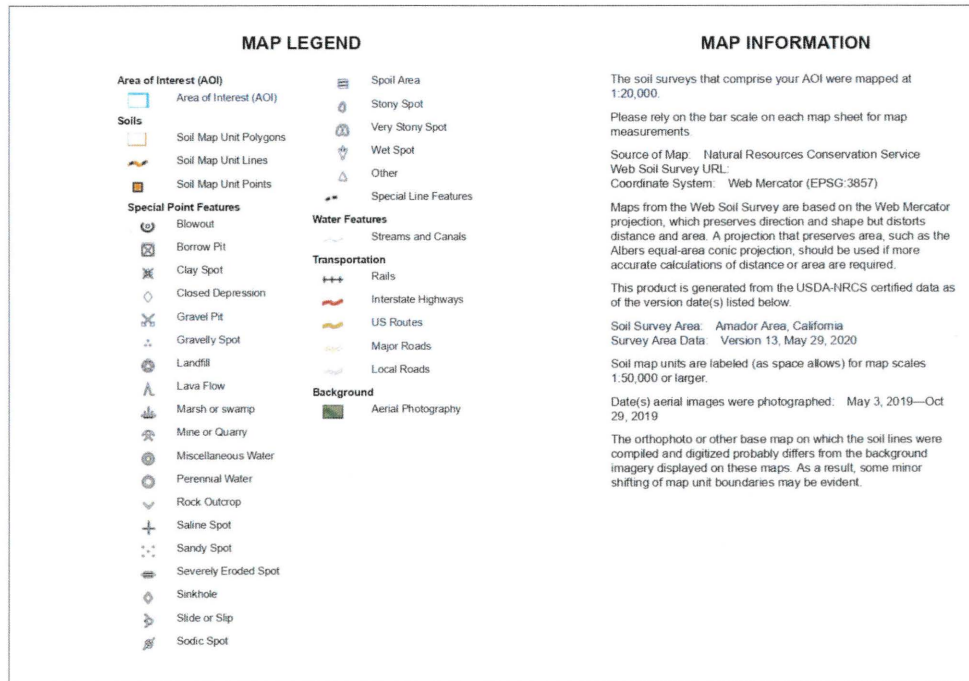 MAP LEGEND
Area of Interest (AOI)
Area of Interest (AOI)
Soils
Soil Map Unit Polygons
Soil Map Unit Lines
Soil Map Unit Points
Special Point Features
Blowout
Borrow Pit
Clay Spot
Closed Depression
Gravel Pit
Gravelly Spot
Landfill
Lava Flow
Marsh or swamp
Mine or Quarry
Miscellaneous Water
Perennial Water
Rock Outcrop
Saline Spot
Sandy Spot
Severely Eroded Spot
Sinkhole
Slide or Slip
Sodic Spot
Spoil Area
Stony Spot
Very Stony Spot
Wet Spot
Other
Special Line Features
Water Features
Streams and Canals
Transportation
Rails
Interstate Highways
US Routes
Major Roads
Local Roads
Background
Aerial Photography
MAP INFORMATION
The soil surveys that comprise your AOI were mapped at
1:20,000.
Please rely on the bar scale on each map sheet for map
measurements.
Source of Map: Natural Resources Conservation Service
Web Soil Survey URL:
Coordinate System: Web Mercator (EPSG:3857)
Maps from the Web Soil Survey are based on the Web Mercator
projection, which preserves direction and shape but distorts
distance and area. A projection that preserves area, such as the
Albers equal-area conic projection, should be used if more
accurate calculations of distance or area are required.
This product is generated from the USDA-NRCS certified data as
of the version date(s) listed below.
Soil Survey Area: Amador Area, California
Survey Area Data: Version 13, May 29, 2020
Soil map units are labeled (as space allows) for map scales
1:50,000 or larger.
Date(s) aerial images were photographed: May 3, 2019—Oct
29, 2019
The orthophoto or other base map on which the soil lines were
compiled and digitized probably differs from the background
imagery displayed on these maps. As a result, some minor
shifting of map unit boundaries may be evident.